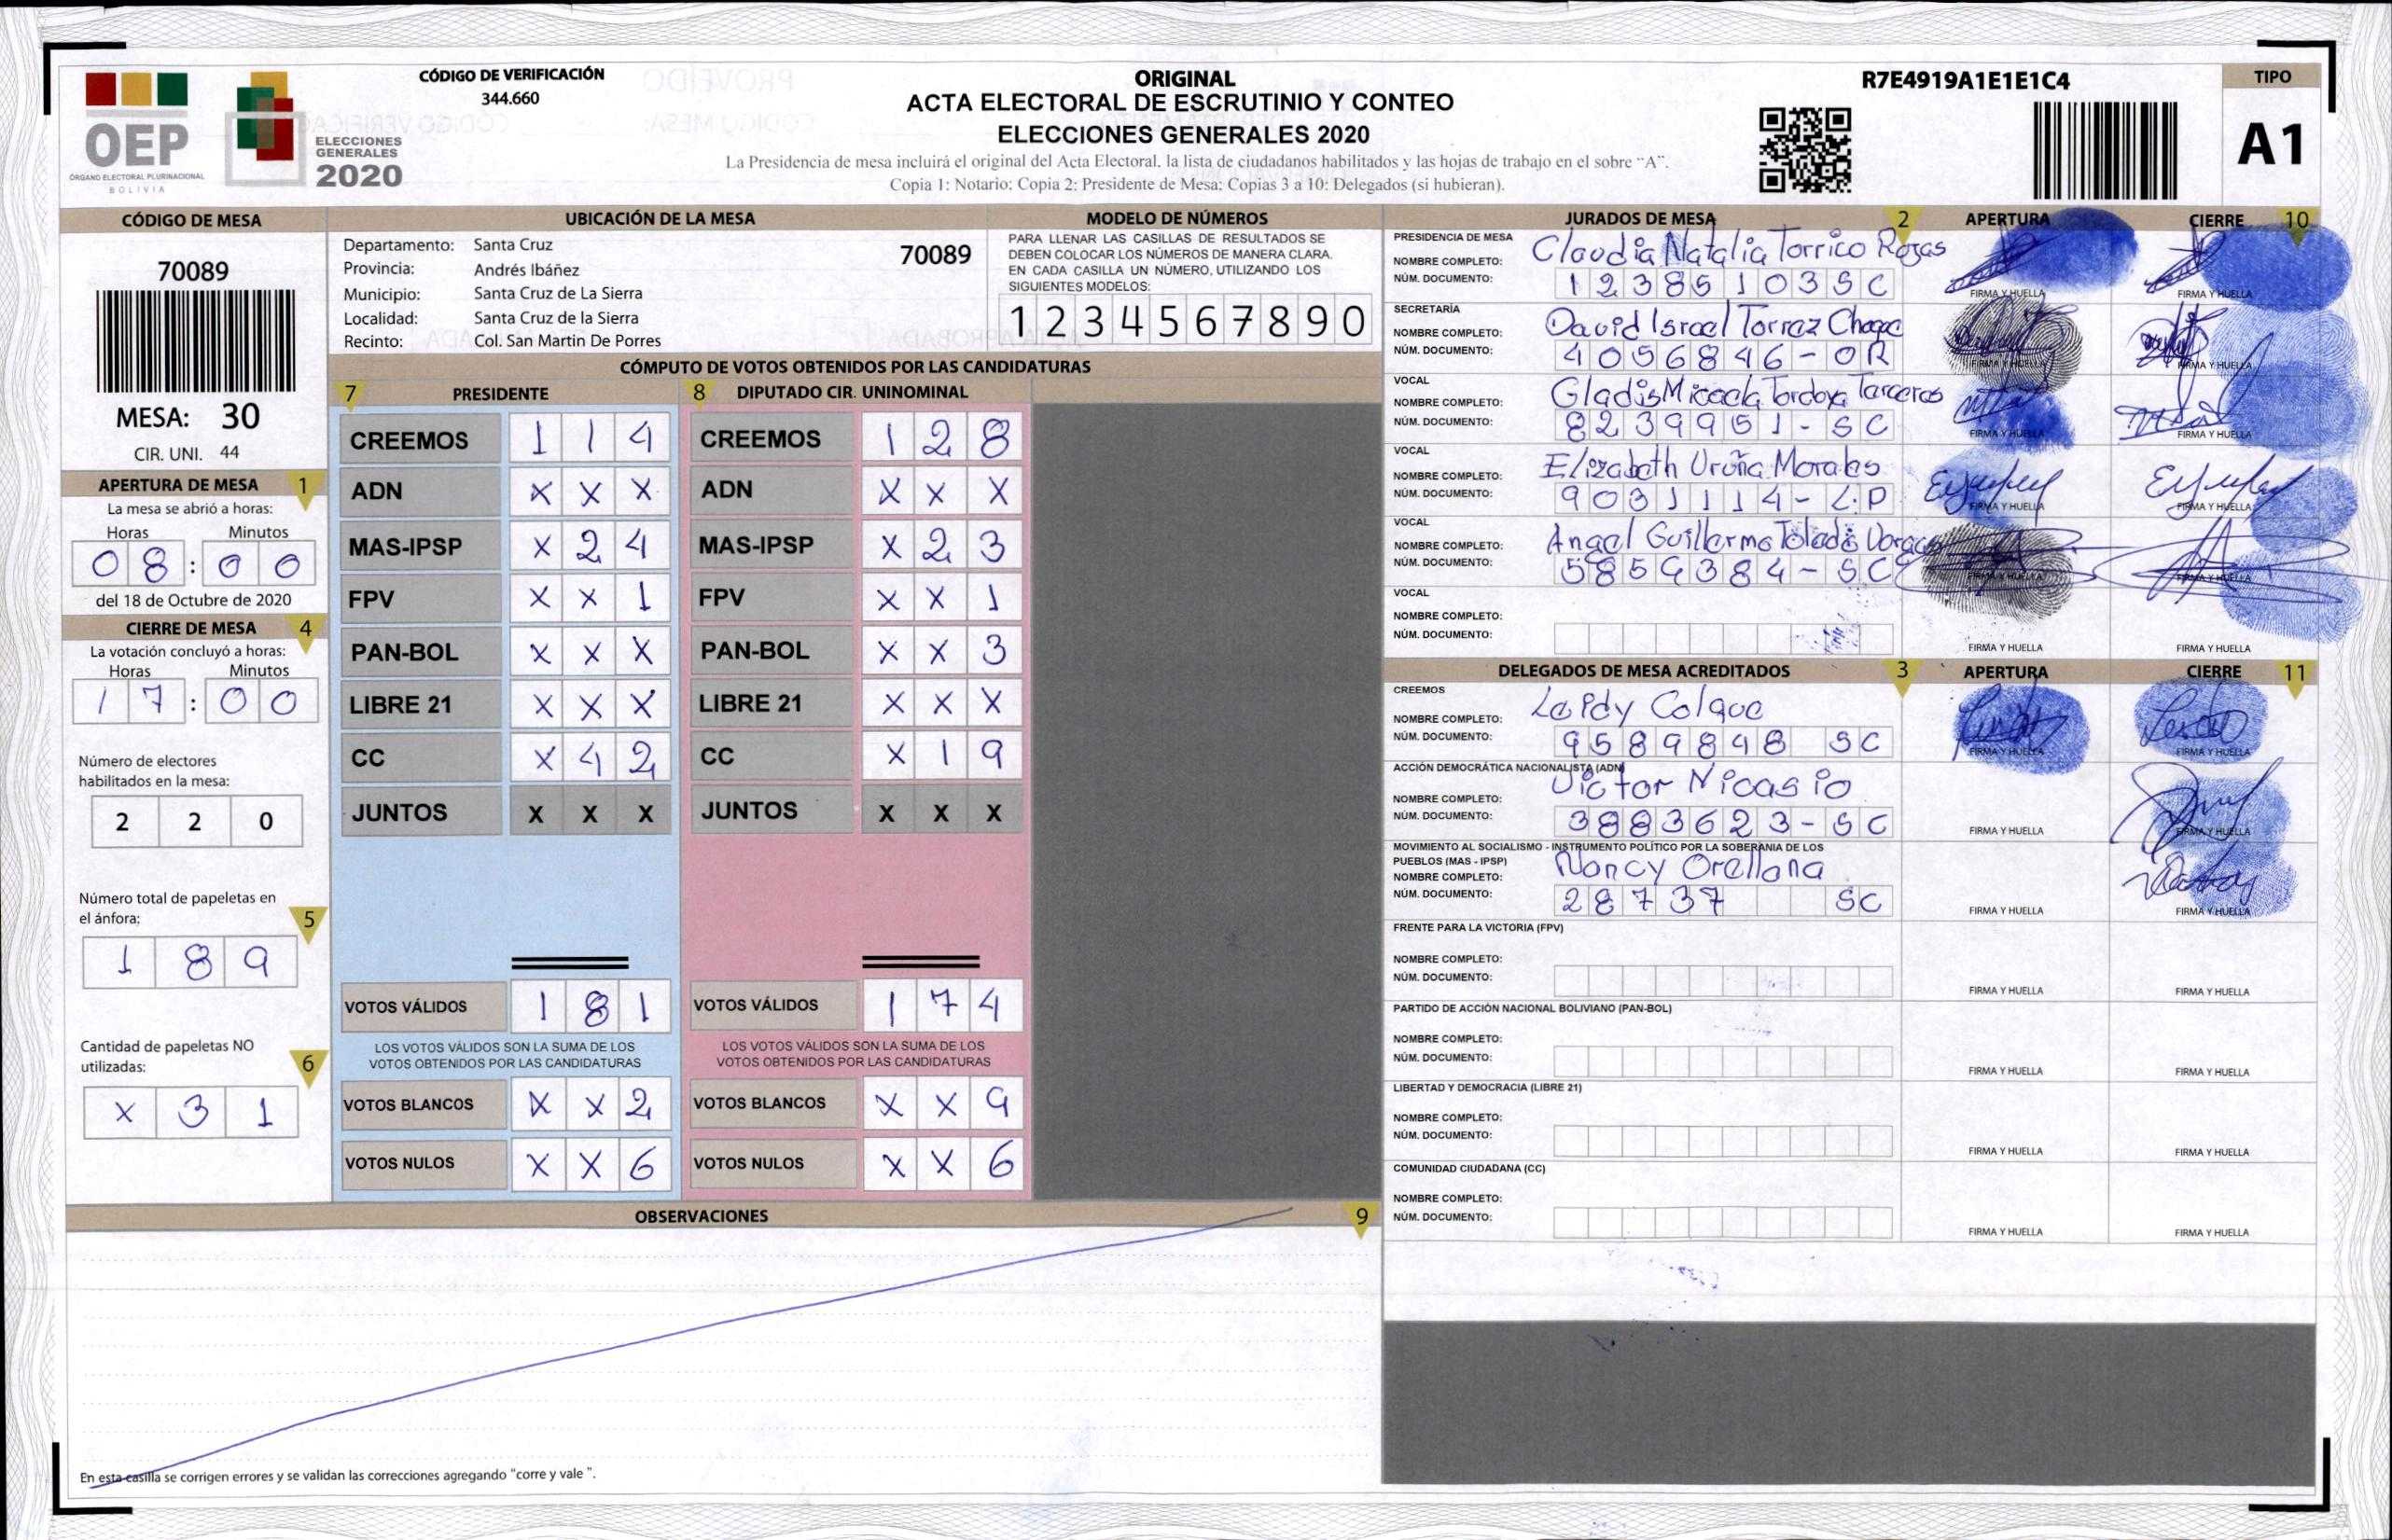 CÓDIGO DE VERIFICACIÓN
344.660
ORIGINAL
ACTA ELECTORAL DE ESCRUTINIO Y CONTEO
ELECCIONES GENERALES 2020
La Presidencia de mesa incluirá el original del Acta Electoral, la lista de ciudadanos habilitados y las hojas de trabajo en el sobre "A".
Copia 1: Notario; Copia 2: Presidente de Mesa; Copias 3 a 10: Delegados (si hubieran).
R7E4919A1E1E1C4
TIPO
A1
OEP
ÓRGANO ELECTORAL PLURINACIONAL
BOLIVIA
ELECCIONES
GENERALES
2020
CÓDIGO DE MESA
70089
MESA: 30
CIR. UNI. 44
APERTURA DE MESA 1
La mesa se abrió a horas:
Horas Minutos
08:00
del 18 de Octubre de 2020
CIERRE DE MESA 4
La votación concluyó a horas:
Horas Minutos
17:00
Número de electores
habilitados en la mesa:
2 2 0
Número total de papeletas en
el ánfora: 5
1 8 9
Cantidad de papeletas NO
utilizadas: 6
X 3 1
UBICACIÓN DE LA MESA
Departamento: Santa Cruz 70089
Provincia: Andrés Ibáñez
Municipio: Santa Cruz de La Sierra
Localidad: Santa Cruz de la Sierra
Recinto: Col. San Martin De Porres
MODELO DE NÚMEROS
PARA LLENAR LAS CASILLAS DE RESULTADOS SE
DEBEN COLOCAR LOS NÚMEROS DE MANERA CLARA.
EN CADA CASILLA UN NÚMERO, UTILIZANDO LOS
SIGUIENTES MODELOS:
1 2 3 4 5 6 7 8 9 0
CÓMPUTO DE VOTOS OBTENIDOS POR LAS CANDIDATURAS
7 PRESIDENTE
CREEMOS 1 1 4
ADN X X X
MAS-IPSP X 2 4
FPV X X 1
PAN-BOL X X X
LIBRE 21 X X X
CC X 4 2
JUNTOS X X X
VOTOS VÁLIDOS 1 8 1
LOS VOTOS VÁLIDOS SON LA SUMA DE LOS
VOTOS OBTENIDOS POR LAS CANDIDATURAS
VOTOS BLANCOS X X 2
VOTOS NULOS X X 6
8 DIPUTADO CIR. UNINOMINAL
CREEMOS 1 2 8
ADN X X X
MAS-IPSP X 2 3
FPV X X 1
PAN-BOL X X 3
LIBRE 21 X X X
CC X 1 9
JUNTOS X X X
VOTOS VÁLIDOS 1 7 4
LOS VOTOS VÁLIDOS SON LA SUMA DE LOS
VOTOS OBTENIDOS POR LAS CANDIDATURAS
VOTOS BLANCOS X X 9
VOTOS NULOS X X 6
OBSERVACIONES 9
En esta casilla se corrigen errores y se validan las correcciones agregando "corre y vale ".
JURADOS DE MESA 2 APERTURA CIERRE 10
PRESIDENCIA DE MESA
NOMBRE COMPLETO: Claudia Natalia Torrico Rojas
NÚM. DOCUMENTO: 12385103SC
FIRMA Y HUELLA FIRMA Y HUELLA
SECRETARÍA
NOMBRE COMPLETO: David Israel Torrez Choque
NÚM. DOCUMENTO: 4056846-OR
FIRMA Y HUELLA FIRMA Y HUELLA
VOCAL
NOMBRE COMPLETO: Gladis Micaela Tordoya Tarceros
NÚM. DOCUMENTO: 8239951-SC
FIRMA Y HUELLA FIRMA Y HUELLA
VOCAL
NOMBRE COMPLETO: Elizabeth Uruña Morales
NÚM. DOCUMENTO: 9031114-L.P
FIRMA Y HUELLA FIRMA Y HUELLA
VOCAL
NOMBRE COMPLETO: Angel Guillermo Toledo Vargas
NÚM. DOCUMENTO: 5859384-SC
FIRMA Y HUELLA FIRMA Y HUELLA
VOCAL
NOMBRE COMPLETO:
NÚM. DOCUMENTO:
FIRMA Y HUELLA FIRMA Y HUELLA
DELEGADOS DE MESA ACREDITADOS 3 APERTURA CIERRE 11
CREEMOS
NOMBRE COMPLETO: Leidy Colque
NÚM. DOCUMENTO: 9589848 SC
FIRMA Y HUELLA FIRMA Y HUELLA
ACCIÓN DEMOCRÁTICA NACIONALISTA (ADN)
NOMBRE COMPLETO: Victor Nicasio
NÚM. DOCUMENTO: 3883623-SC
FIRMA Y HUELLA FIRMA Y HUELLA
MOVIMIENTO AL SOCIALISMO - INSTRUMENTO POLÍTICO POR LA SOBERANIA DE LOS
PUEBLOS (MAS - IPSP)
NOMBRE COMPLETO: Nancy Orellana
NÚM. DOCUMENTO: 28737 SC
FIRMA Y HUELLA FIRMA Y HUELLA
FRENTE PARA LA VICTORIA (FPV)
NOMBRE COMPLETO:
NÚM. DOCUMENTO:
FIRMA Y HUELLA FIRMA Y HUELLA
PARTIDO DE ACCIÓN NACIONAL BOLIVIANO (PAN-BOL)
NOMBRE COMPLETO:
NÚM. DOCUMENTO:
FIRMA Y HUELLA FIRMA Y HUELLA
LIBERTAD Y DEMOCRACIA (LIBRE 21)
NOMBRE COMPLETO:
NÚM. DOCUMENTO:
FIRMA Y HUELLA FIRMA Y HUELLA
COMUNIDAD CIUDADANA (CC)
NOMBRE COMPLETO:
NÚM. DOCUMENTO:
FIRMA Y HUELLA FIRMA Y HUELLA